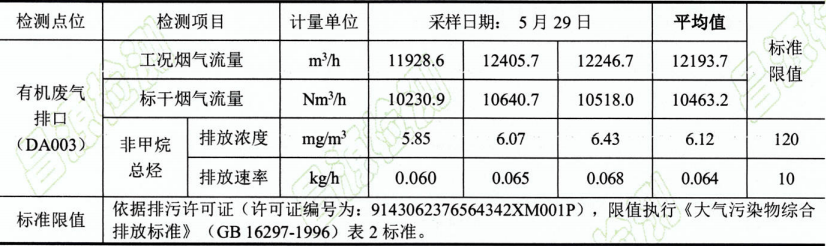 检测点位 检测项目 计量单位 采样日期： 5 月 29 日 平均值 标准限值
有机废气排口（DA003） 工况烟气流量 m³/h 11928.6 12405.7 12246.7 12193.7
标干烟气流量 Nm³/h 10230.9 10640.7 10518.0 10463.2
非甲烷总烃 排放浓度 mg/m³ 5.85 6.07 6.43 6.12 120
排放速率 kg/h 0.060 0.065 0.068 0.064 10
标准限值 依据排污许可证（许可证编号为：9143062376564342XM001P），限值执行《大气污染物综合
排放标准》（GB 16297-1996）表 2 标准。